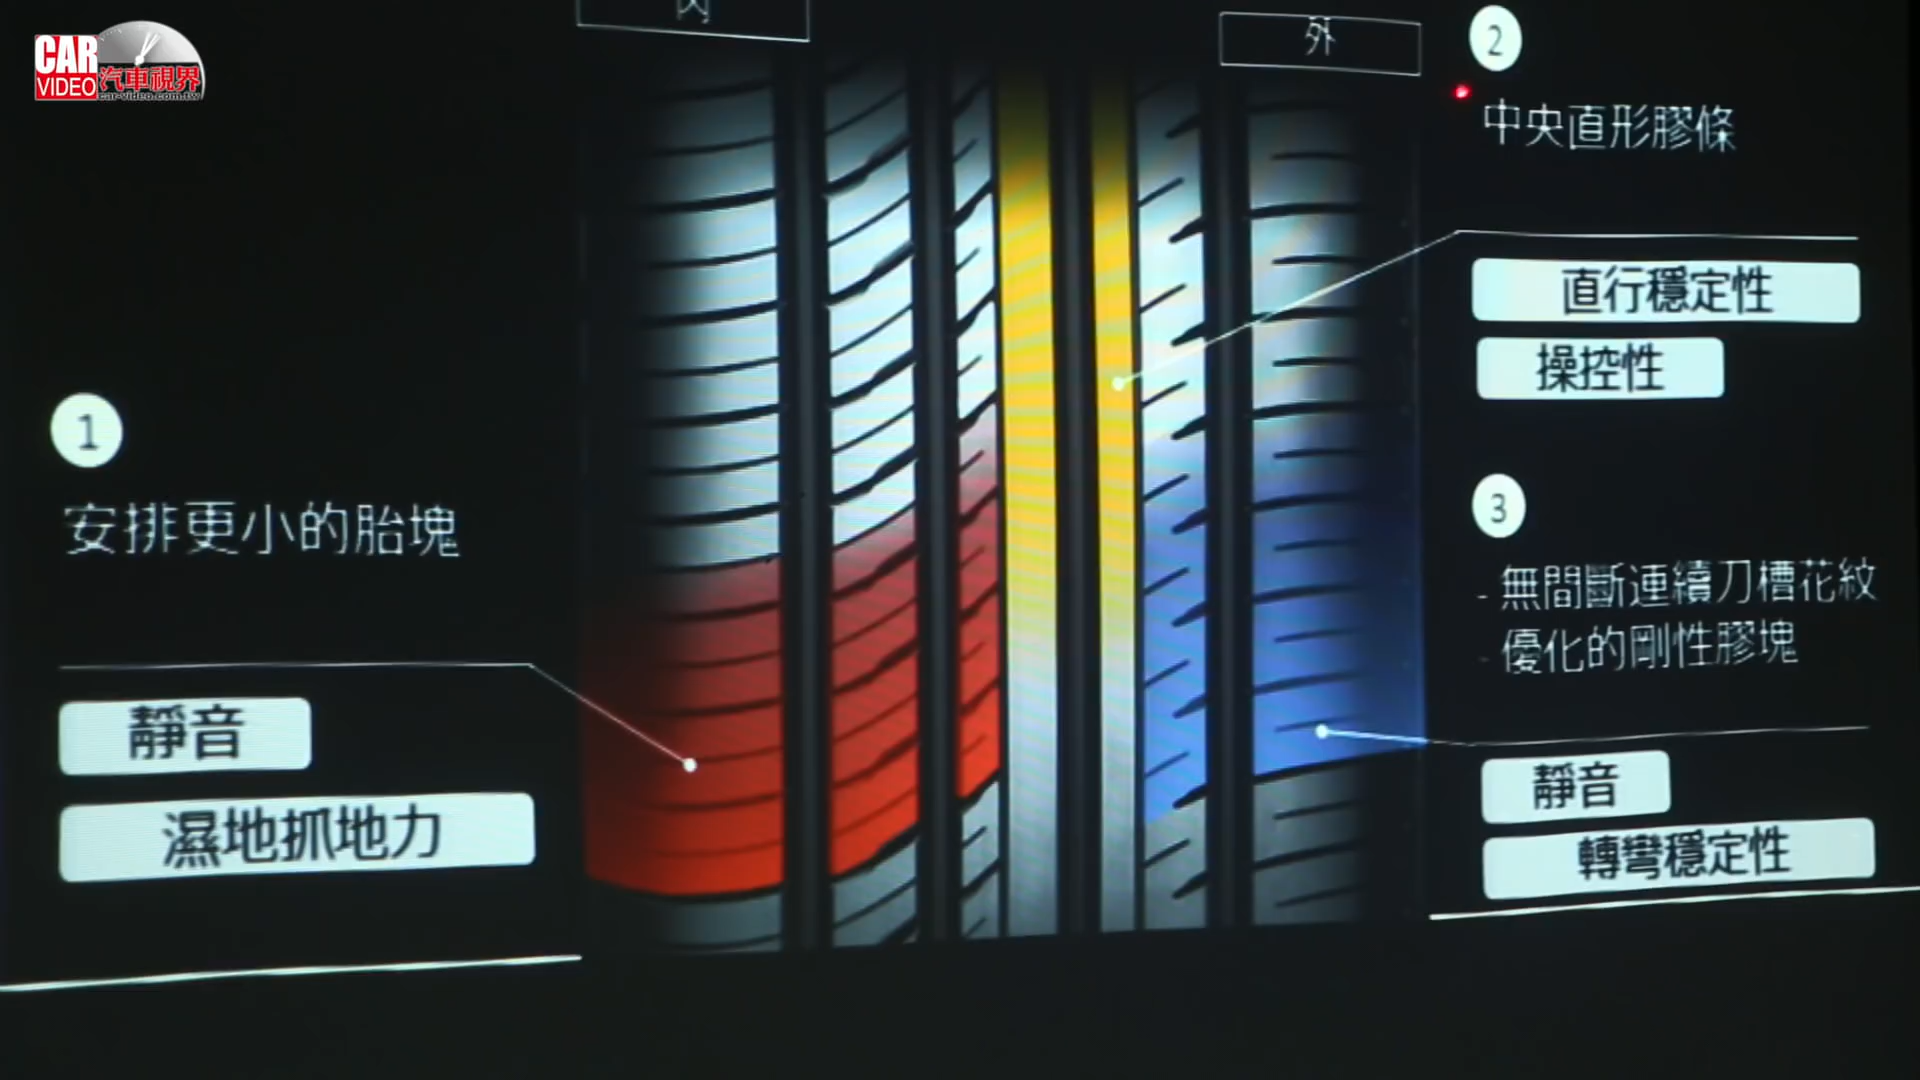 CAR
VIDEO 汽車視界
car-video.com.tw
內
外
1
安排更小的胎塊
靜音
濕地抓地力
2
中央直形膠條
直行穩定性
操控性
3
- 無間斷連續刀槽花紋
- 優化的剛性膠塊
靜音
轉彎穩定性